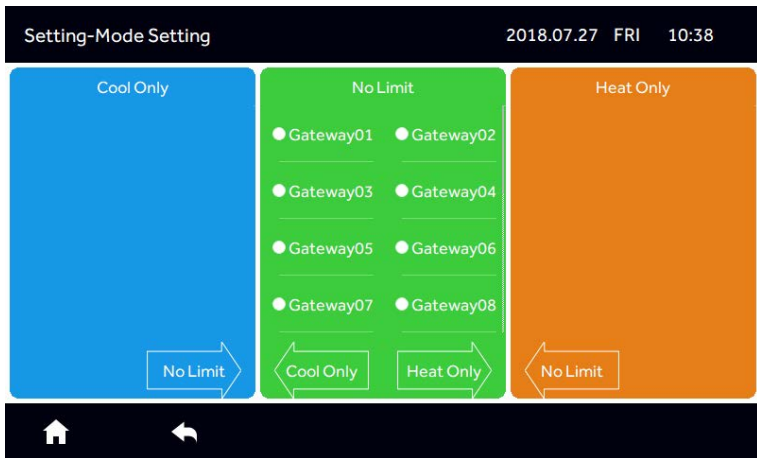 Setting-Mode Setting 2018.07.27 FRI 10:38
Cool Only No Limit Heat Only
Gateway01 Gateway02
Gateway03 Gateway04
Gateway05 Gateway06
Gateway07 Gateway08
No Limit Cool Only Heat Only No Limit